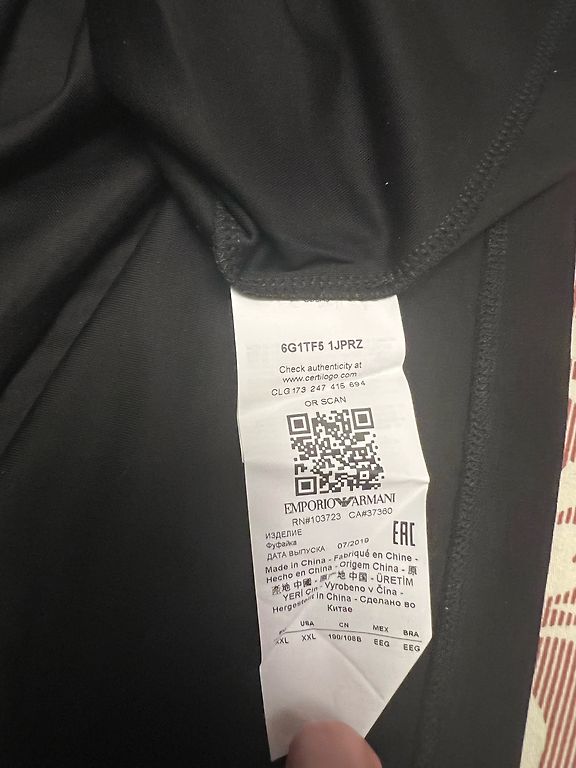 6G1TF5 1JPRZ
Check authenticity at
www.certilogo.com
CLG 173 247 415 694
OR SCAN
EMPORIO ARMANI
RN#103723 CA#37360
ИЗДЕЛИЕ
Фуфайка
ДАТА ВЫПУСКА 07/2019
EAC
Made in China - Fabriqué en Chine -
Hecho en China - Origem China - 原
產地 中國 - 原产地 中国 - ÜRETİM
YERİ Çin - Vyrobeno v Čina -
Hergestellt in China - Сделано во
Китае
USA CN MEX BRA
XXL XXL 190/108B EEG EEG